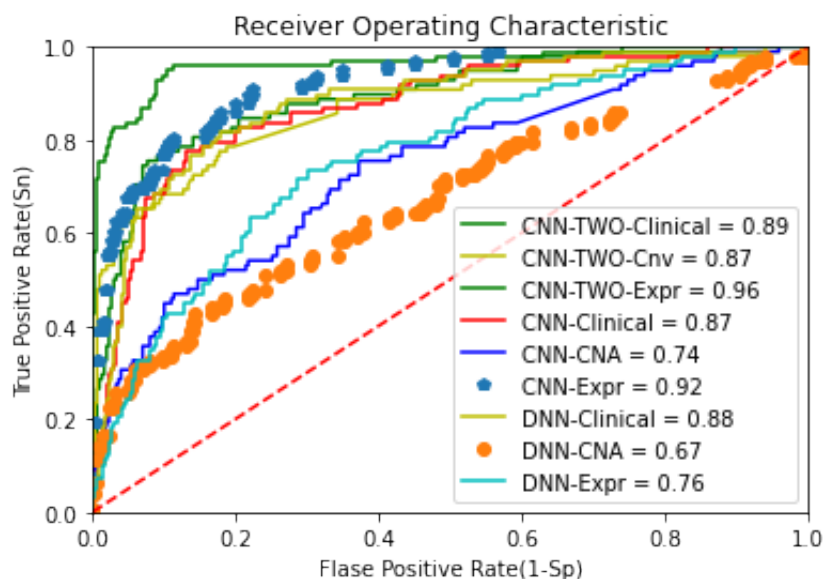 Receiver Operating Characteristic
True Positive Rate(Sn)
1.0
0.8
0.6
0.4
0.2
0.0
CNN-TWO-Clinical = 0.89
CNN-TWO-Cnv = 0.87
CNN-TWO-Expr = 0.96
CNN-Clinical = 0.87
CNN-CNA = 0.74
CNN-Expr = 0.92
DNN-Clinical = 0.88
DNN-CNA = 0.67
DNN-Expr = 0.76
0.0 0.2 0.4 0.6 0.8 1.0
Flase Positive Rate(1-Sp)